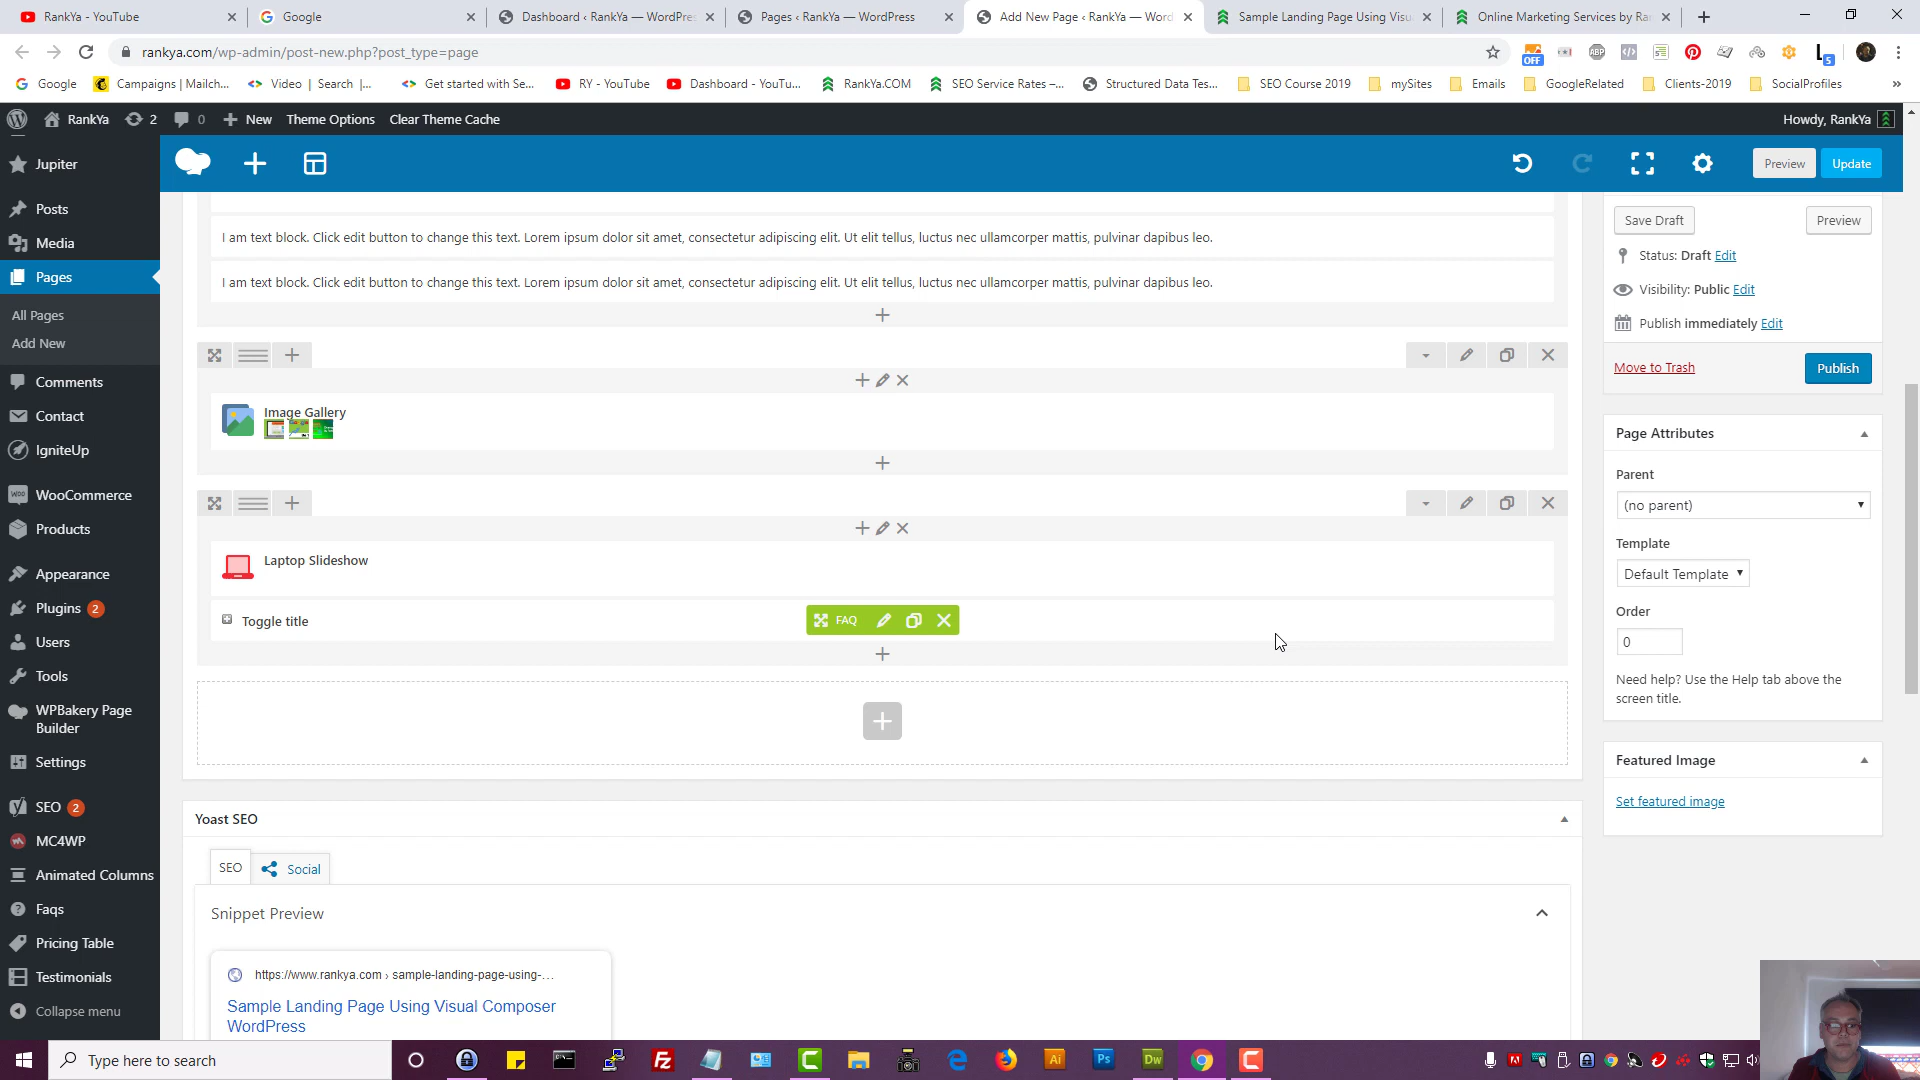 RankYa - YouTube
Google
Dashboard ‹ RankYa — WordPre
Pages ‹ RankYa — WordPress
Add New Page ‹ RankYa — Word
Sample Landing Page Using Visu
Online Marketing Services by Ra
rankya.com/wp-admin/post-new.php?post_type=page
OFF
ABP
5
Google
Campaigns | Mailch...
Video | Search |...
Get started with Se...
RY - YouTube
Dashboard - YouTu...
RankYa.COM
SEO Service Rates –...
Structured Data Tes...
SEO Course 2019
mySites
Emails
GoogleRelated
Clients-2019
SocialProfiles
RankYa
2
0
New
Theme Options
Clear Theme Cache
Howdy, RankYa
Preview
Update
Jupiter
Posts
Media
Pages
All Pages
Add New
Comments
Contact
IgniteUp
WooCommerce
Products
Appearance
Plugins 2
Users
Tools
WPBakery Page
Builder
Settings
SEO 2
MC4WP
Animated Columns
Faqs
Pricing Table
Testimonials
Collapse menu
I am text block. Click edit button to change this text. Lorem ipsum dolor sit amet, consectetur adipiscing elit. Ut elit tellus, luctus nec ullamcorper mattis, pulvinar dapibus leo.
I am text block. Click edit button to change this text. Lorem ipsum dolor sit amet, consectetur adipiscing elit. Ut elit tellus, luctus nec ullamcorper mattis, pulvinar dapibus leo.
Image Gallery
Laptop Slideshow
Toggle title
FAQ
Yoast SEO
SEO
Social
Snippet Preview
https://www.rankya.com › sample-landing-page-using-...
Sample Landing Page Using Visual Composer
WordPress
Save Draft
Preview
Status: Draft Edit
Visibility: Public Edit
Publish immediately Edit
Move to Trash
Publish
Page Attributes
Parent
(no parent)
Template
Default Template
Order
0
Need help? Use the Help tab above the
screen title.
Featured Image
Set featured image
Type here to search
Fz
Ai
Ps
Dw